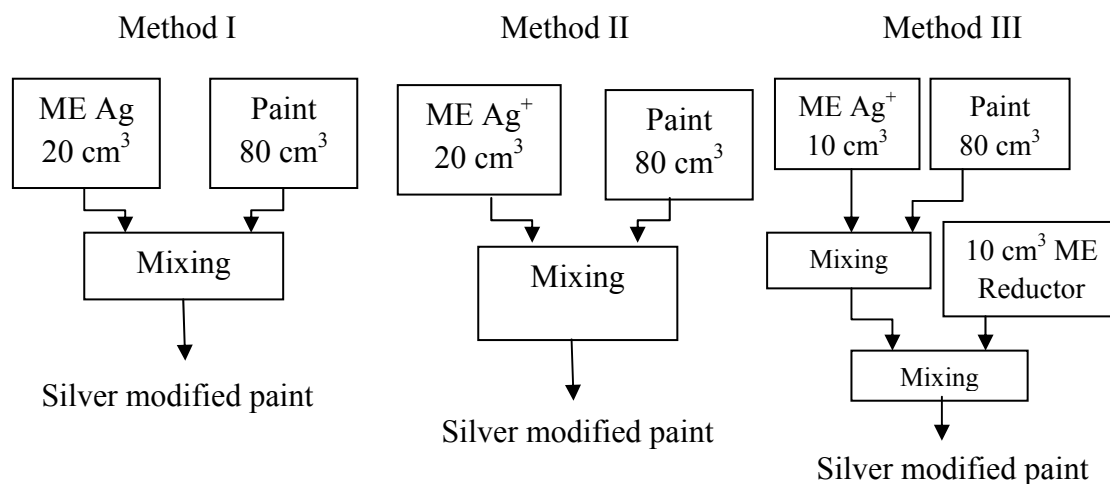 Method I
ME Ag
20 cm³
Paint
80 cm³
Mixing
Silver modified paint
Method II
ME Ag⁺
20 cm³
Paint
80 cm³
Mixing
Silver modified paint
Method III
ME Ag⁺
10 cm³
Paint
80 cm³
Mixing
10 cm³ ME
Reductor
Mixing
Silver modified paint